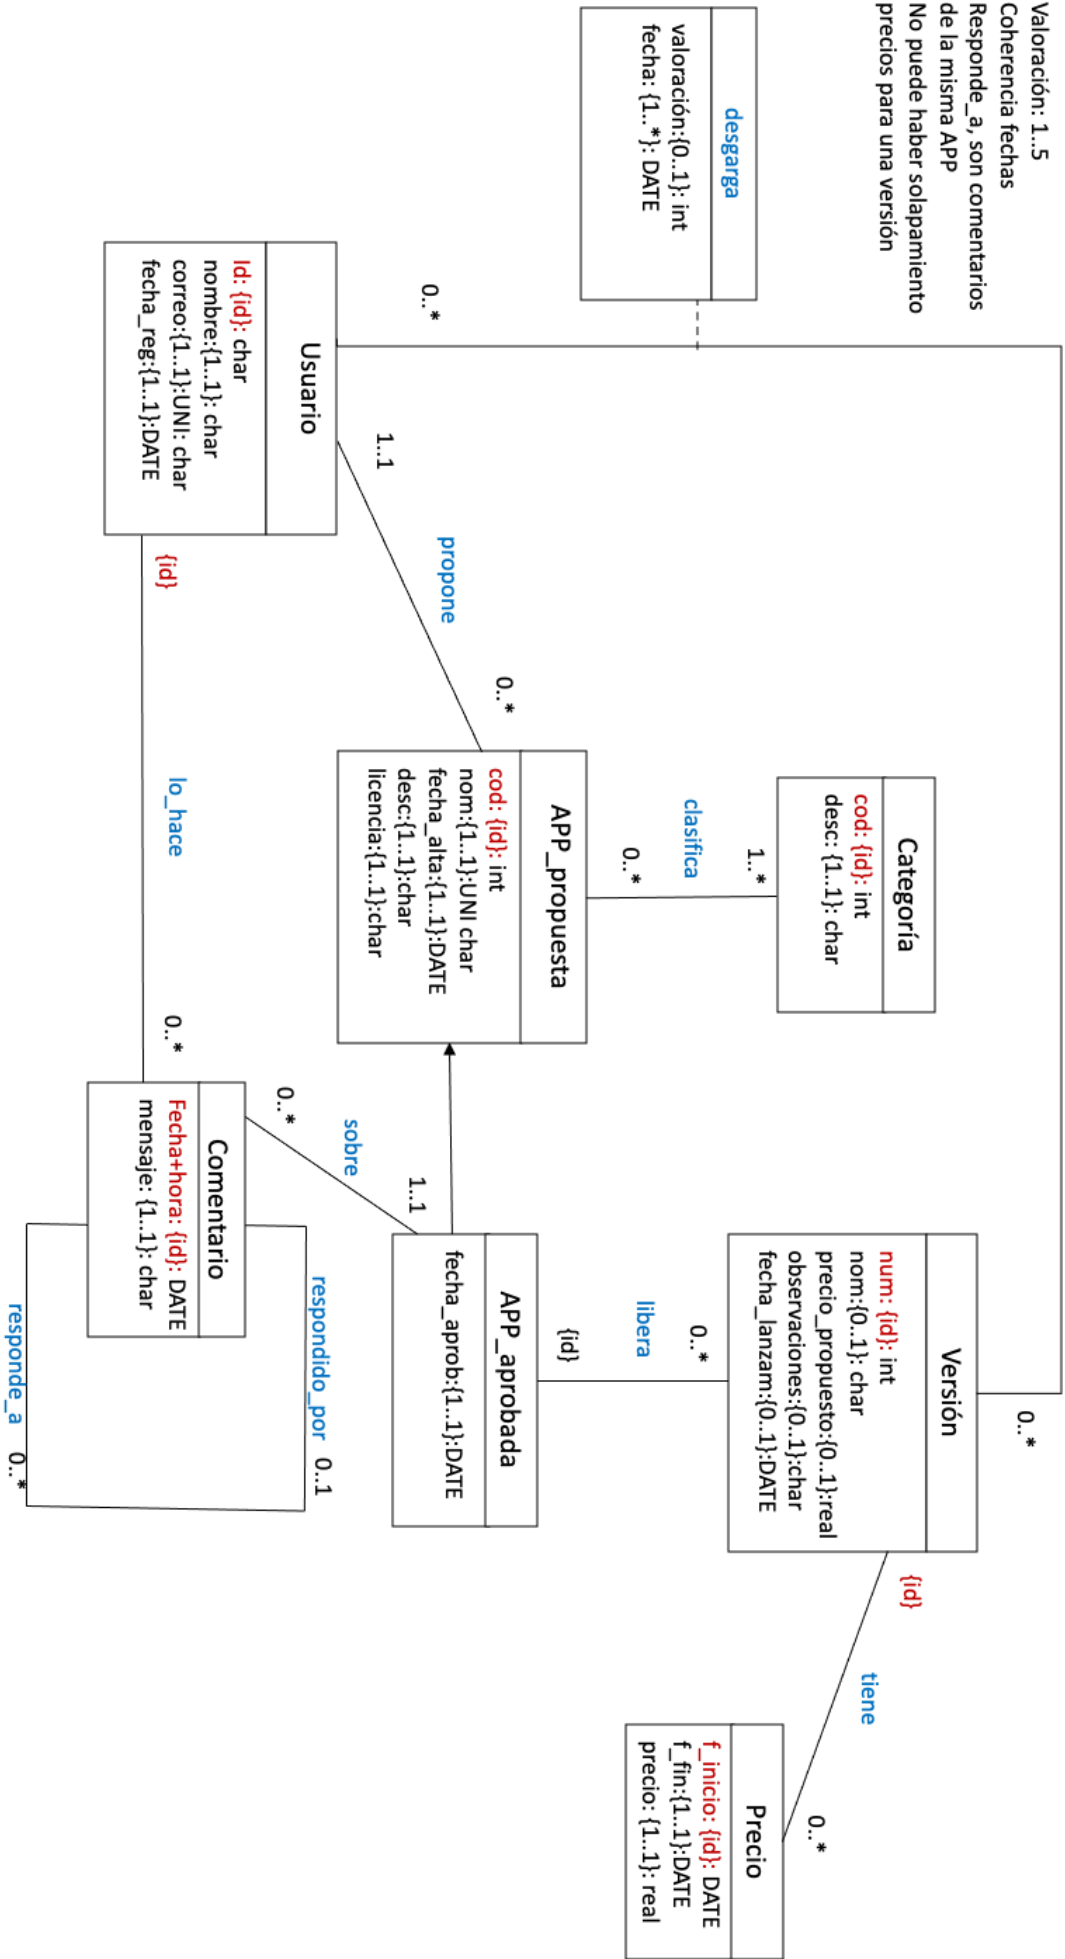 Valoración: 1..5
Coherencia fechas
Responde_a, son comentarios
de la misma APP
No puede haber solapamiento
precios para una versión
desgarga
valoración:{0..1}: int
fecha: {1..*}: DATE
0..*
Usuario
Id: {id}: char
nombre:{1..1}: char
correo:{1..1}:UNI: char
fecha_reg:{1..1}:DATE
1..1
propone
0..*
{id}
lo_hace
0..*
Categoría
cod: {id}: int
desc: {1..1}: char
1..*
clasifica
0..*
APP_propuesta
cod: {id}: int
nom:{1..1}:UNI char
fecha_alta:{1..1}:DATE
desc:{1..1}:char
licencia:{1..1}:char
0..*
Versión
num: {id}: int
nom:{0..1}: char
precio_propuesto:{0..1}:real
observaciones:{0..1}:char
fecha_lanzam:{0..1}:DATE
0..*
libera
{id}
APP_aprobada
fecha_aprob:{1..1}:DATE
1..1
sobre
0..*
Comentario
Fecha+hora: {id}: DATE
mensaje: {1..1}: char
respondido_por 0..1
responde_a 0..*
{id}
tiene
0..*
Precio
f_inicio: {id}: DATE
f_fin:{1..1}:DATE
precio: {1..1}: real